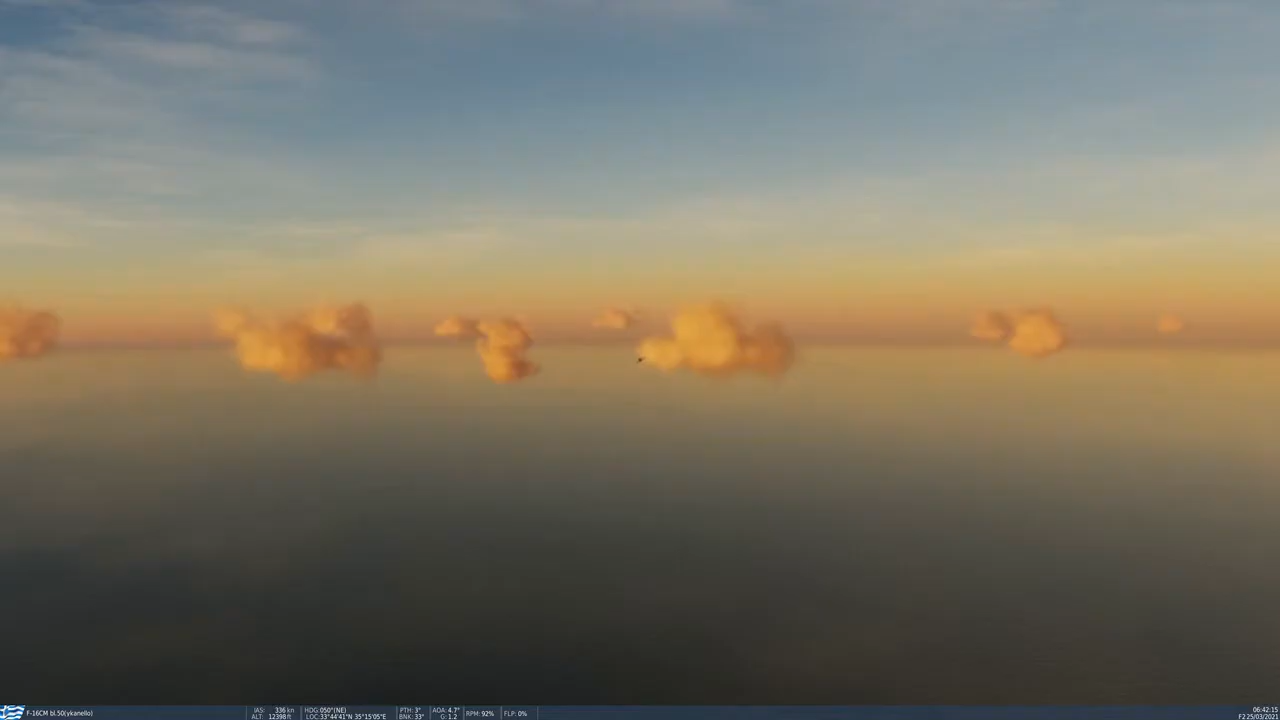 F-16CM bl.50(ykanello)
IAS: 336 kn
ALT: 12398 ft
HDG: 050°(NE)
LOC:33°44'41"N 35°15'05"E
PTH: 3°
BNK: 33°
AOA: 4.7°
G: 1.2
RPM: 92%
FLP: 0%
06:42:15
F2 25/03/2021